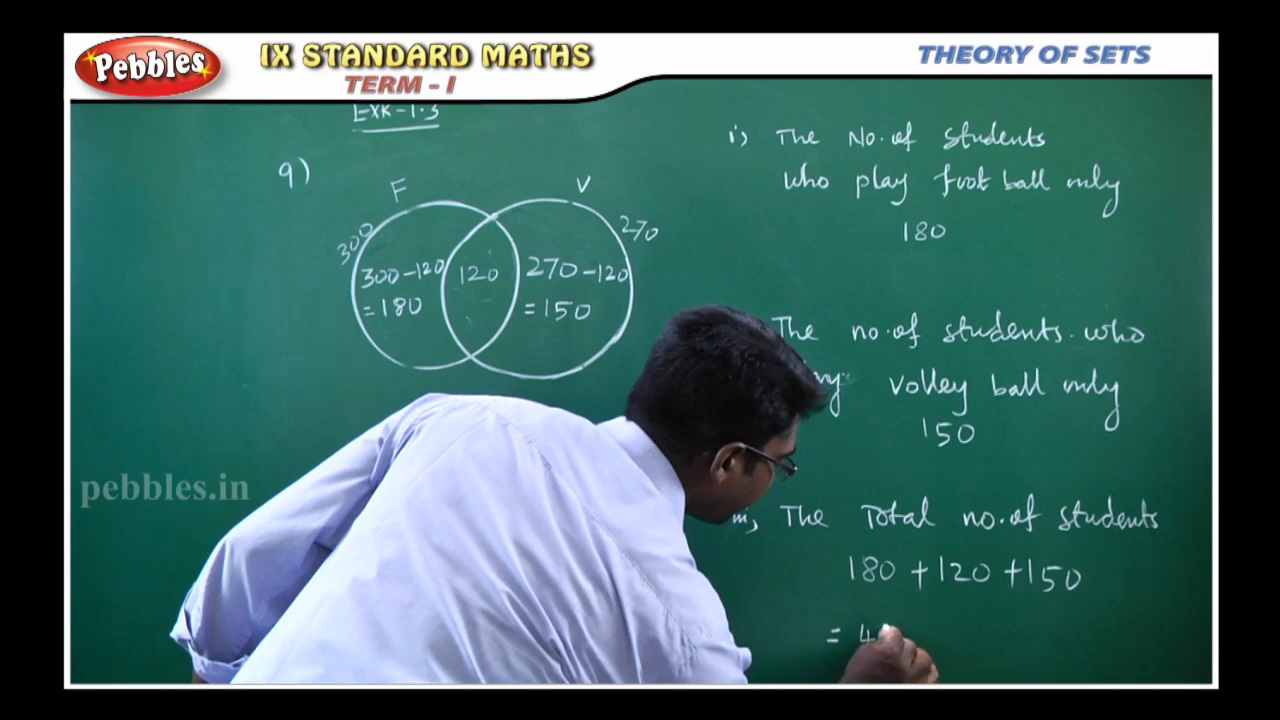 Pebbles
IX STANDARD MATHS
TERM - I
THEORY OF SETS
9)
F
V
300
270
300-120
=180
120
270-120
=150
i) The No. of Students
who play foot ball only
180
The no. of students who
volley ball only
150
The Total no. of students
180 + 120 + 150
= 4
pebbles.in